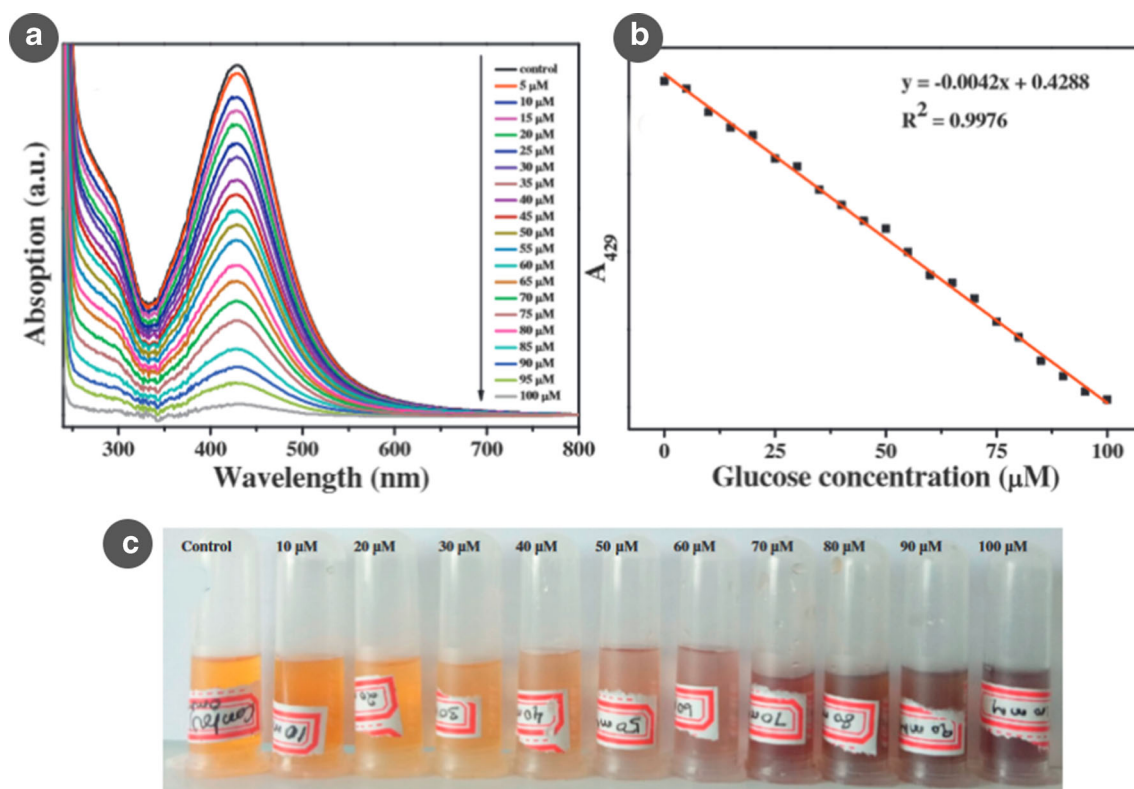 a
Absoption (a.u.)
control
5 µM
10 µM
15 µM
20 µM
25 µM
30 µM
35 µM
40 µM
45 µM
50 µM
55 µM
60 µM
65 µM
70 µM
75 µM
80 µM
85 µM
90 µM
95 µM
100 µM
300 400 500 600 700 800
Wavelength (nm)
b
A429
y = -0.0042x + 0.4288
R² = 0.9976
0 25 50 75 100
Glucose concentration (µM)
c
Control 10 µM 20 µM 30 µM 40 µM 50 µM 60 µM 70 µM 80 µM 90 µM 100 µM